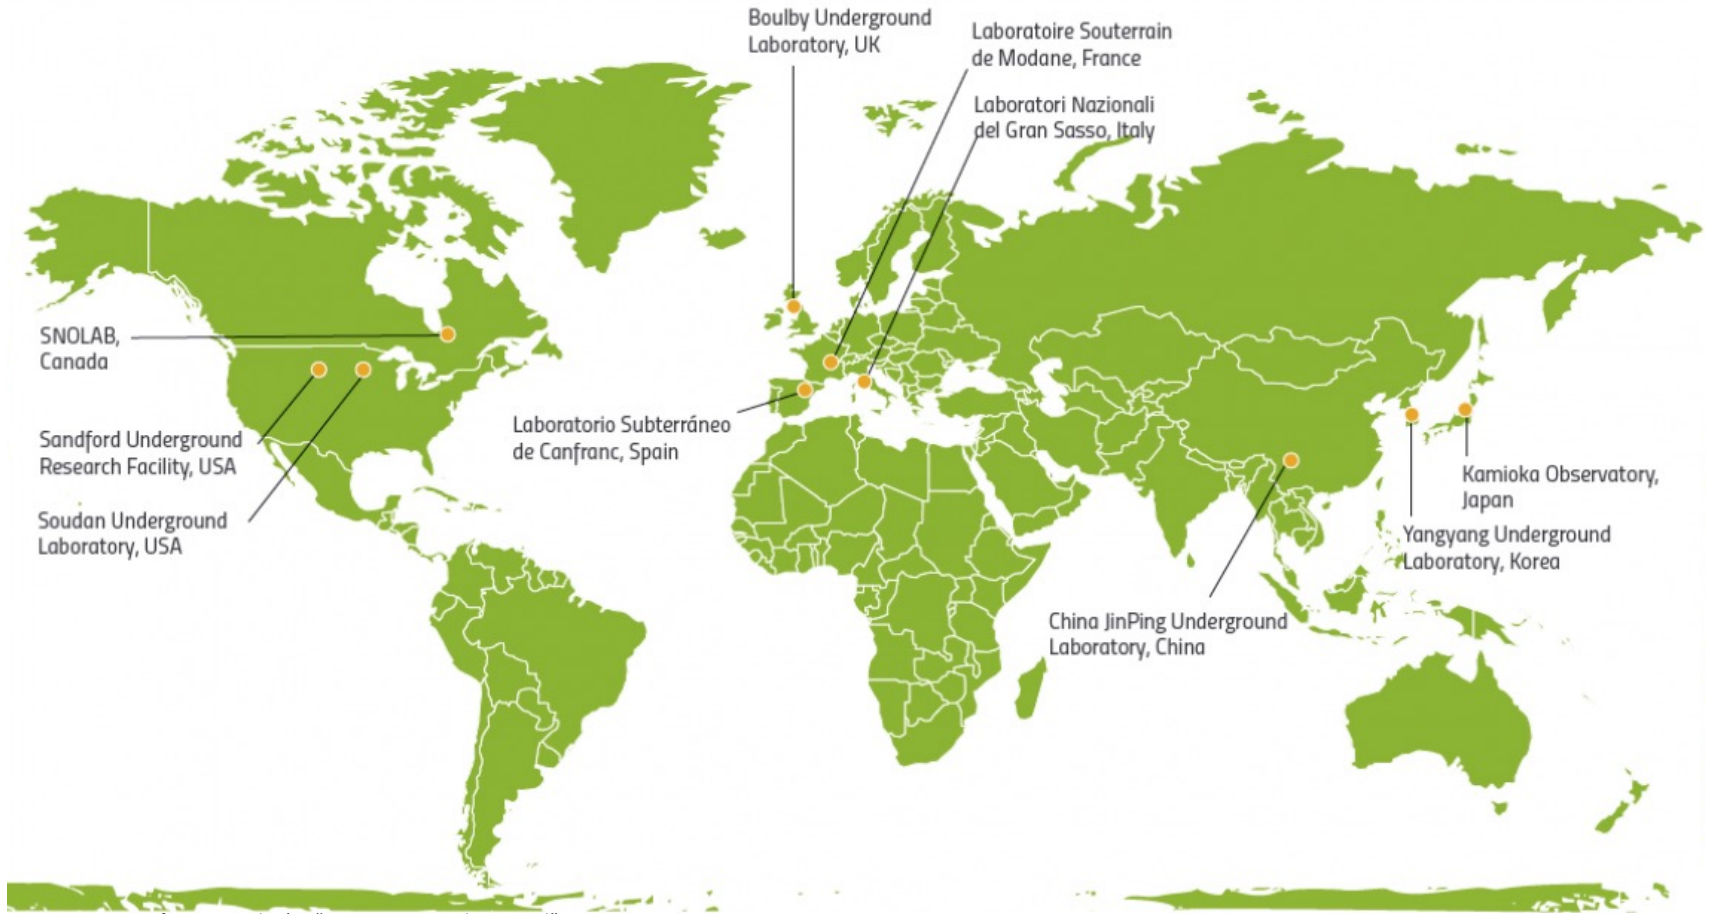 Boulby Underground
Laboratory, UK
Laboratoire Souterrain
de Modane, France
Laboratori Nazionali
del Gran Sasso, Italy
SNOLAB,
Canada
Sandford Underground
Research Facility, USA
Soudan Underground
Laboratory, USA
Laboratorio Subterráneo
de Canfranc, Spain
Kamioka Observatory,
Japan
Yangyang Underground
Laboratory, Korea
China JinPing Underground
Laboratory, China